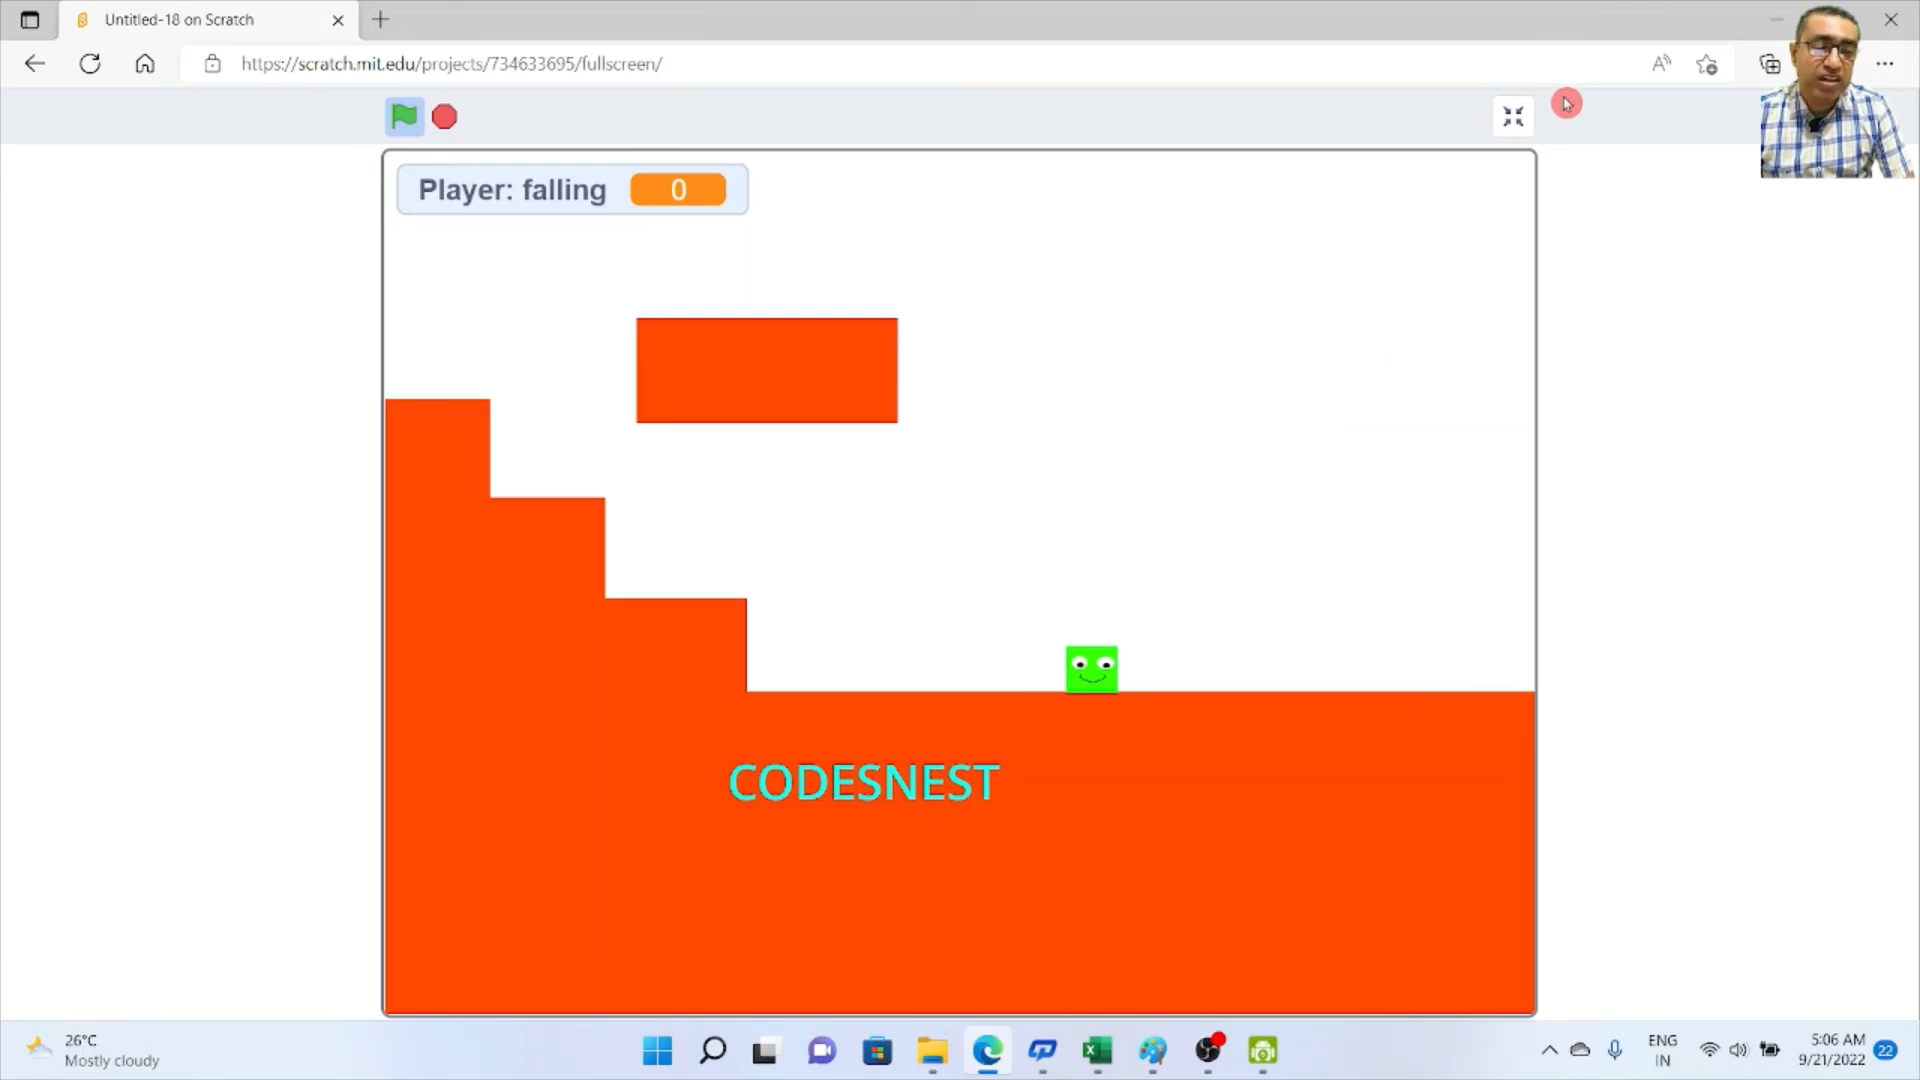 Untitled-18 on Scratch
https://scratch.mit.edu/projects/734633695/fullscreen/
Player: falling 0
CODESNEST
26°C
Mostly cloudy
ENG
IN
5:06 AM
9/21/2022
22